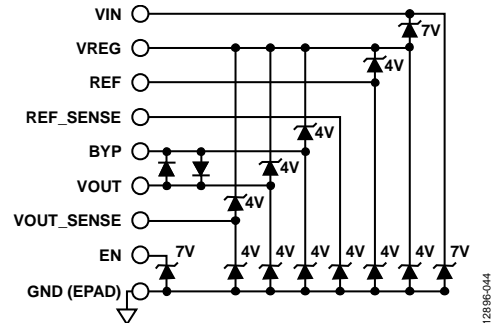 VIN
7V
VREG
4V
REF
REF_SENSE
4V
BYP
4V
VOUT
4V
VOUT_SENSE
EN 7V 4V 4V 4V 4V 4V 4V 7V
GND (EPAD)
12896-044